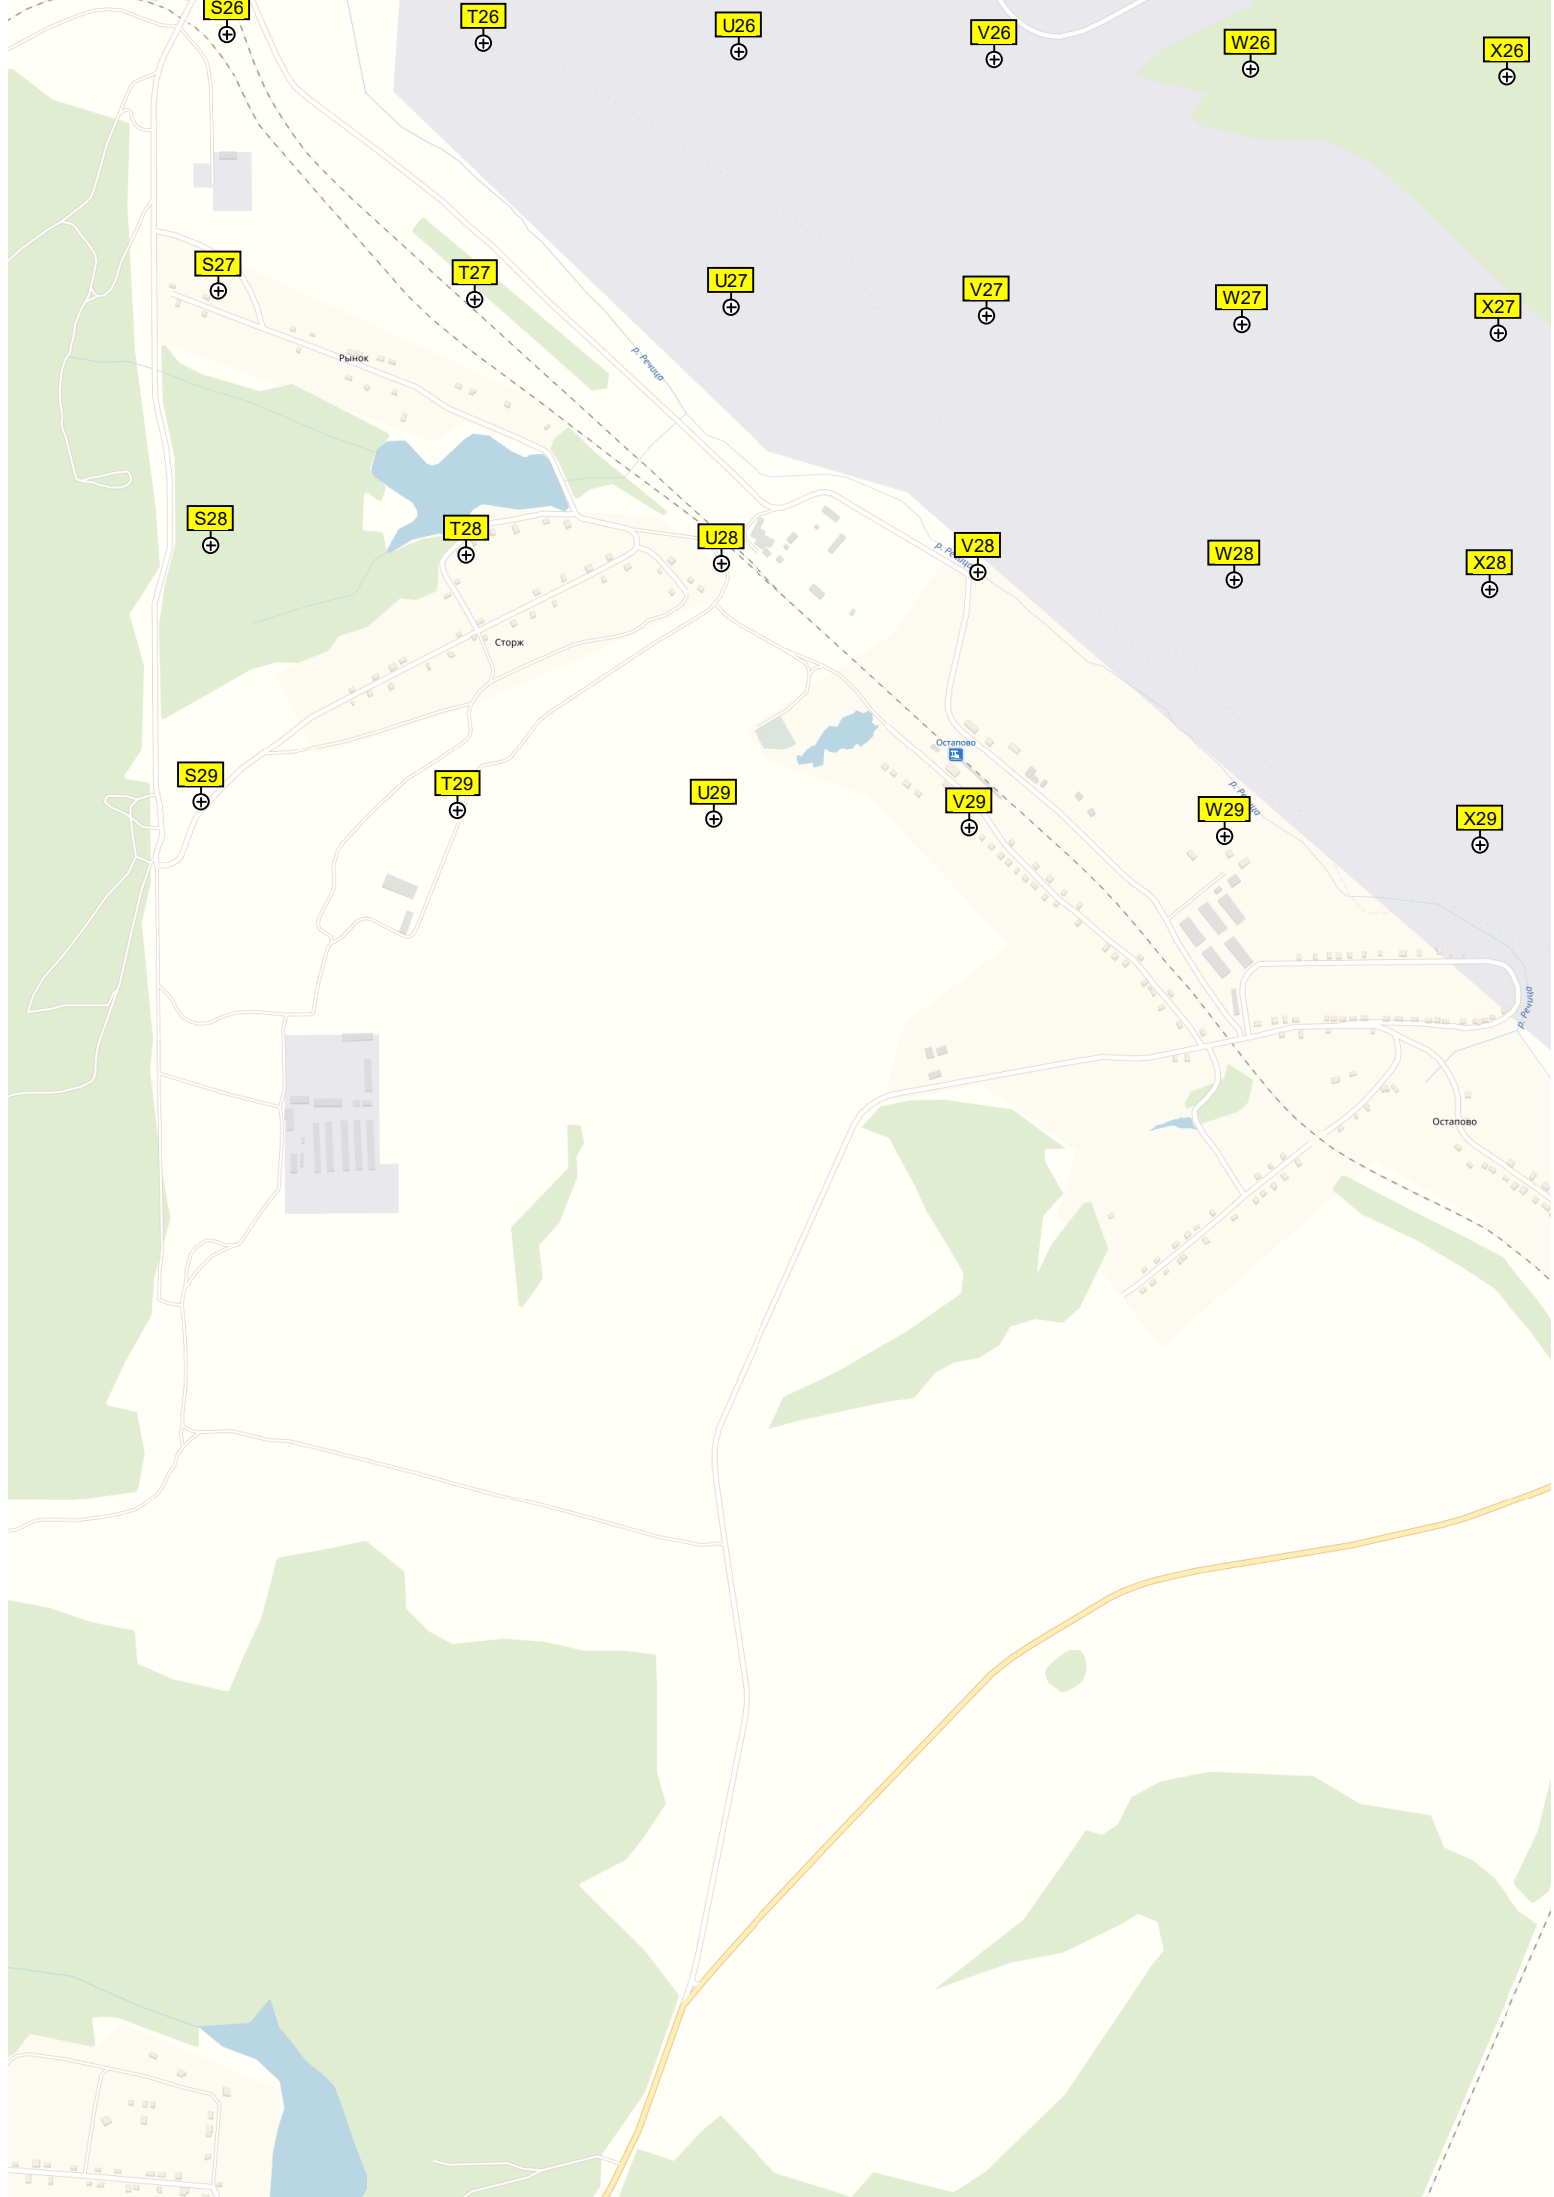 S26
T26
U26
V26
W26
X26
S27
T27
U27
V27
W27
X27
р. Речица
Рынок
S28
T28
U28
V28
W28
X28
Сторж
Остапово
S29
T29
U29
V29
W29
X29
р. Речица
Остапово